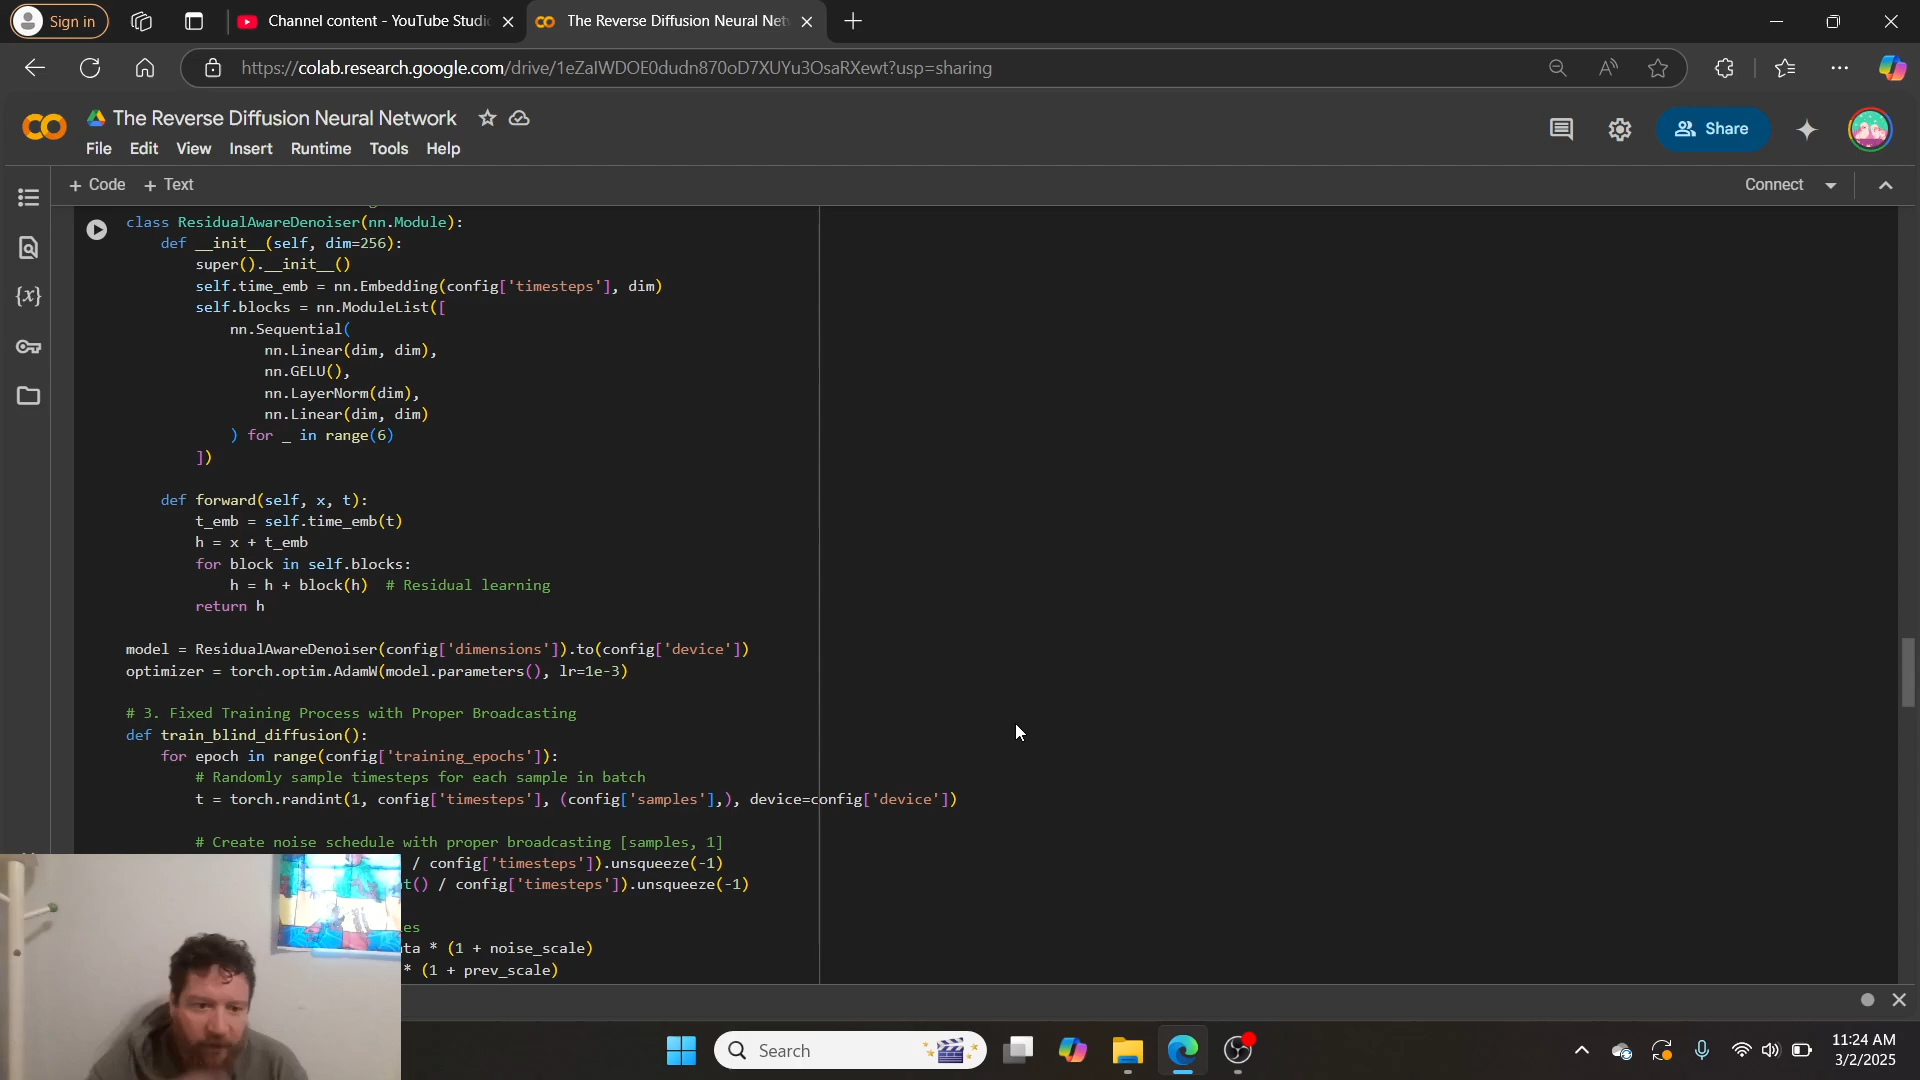 Sign in
Channel content - YouTube Studio
The Reverse Diffusion Neural Net
https://colab.research.google.com/drive/1eZaIWDOE0dudn870oD7XUYu3OsaRXewt?usp=sharing
The Reverse Diffusion Neural Network
Share
File Edit View Insert Runtime Tools Help
+ Code + Text
Connect
class ResidualAwareDenoiser(nn.Module):
def __init__(self, dim=256):
super().__init__()
self.time_emb = nn.Embedding(config['timesteps'], dim)
self.blocks = nn.ModuleList([
nn.Sequential(
nn.Linear(dim, dim),
nn.GELU(),
nn.LayerNorm(dim),
nn.Linear(dim, dim)
) for _ in range(6)
])
def forward(self, x, t):
t_emb = self.time_emb(t)
h = x + t_emb
for block in self.blocks:
h = h + block(h) # Residual learning
return h
model = ResidualAwareDenoiser(config['dimensions']).to(config['device'])
optimizer = torch.optim.AdamW(model.parameters(), lr=1e-3)
# 3. Fixed Training Process with Proper Broadcasting
def train_blind_diffusion():
for epoch in range(config['training_epochs']):
# Randomly sample timesteps for each sample in batch
t = torch.randint(1, config['timesteps'], (config['samples'],), device=config['device'])
# Create noise schedule with proper broadcasting [samples, 1]
/ config['timesteps']).unsqueeze(-1)
t() / config['timesteps']).unsqueeze(-1)
es
ta * (1 + noise_scale)
* (1 + prev_scale)
Search
11:24 AM
3/2/2025